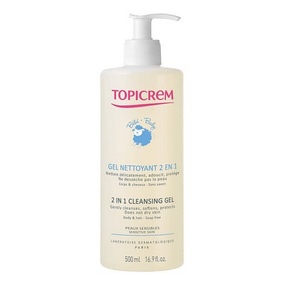 TOPICREM
Bébé - Baby
GEL NETTOYANT 2 EN 1
Nettoie délicatement, adoucit, protège
Ne dessèche pas la peau
Corps & cheveux - Sans savon
2 IN 1 CLEANSING GEL
Gently cleanses, softens, protects
Does not dry skin
Body & hair - Soap free
PEAUX SENSIBLES
SENSITIVE SKIN
LABORATOIRE DERMATOLOGIQUE
PARIS
500 ml 16.9 fl.oz.